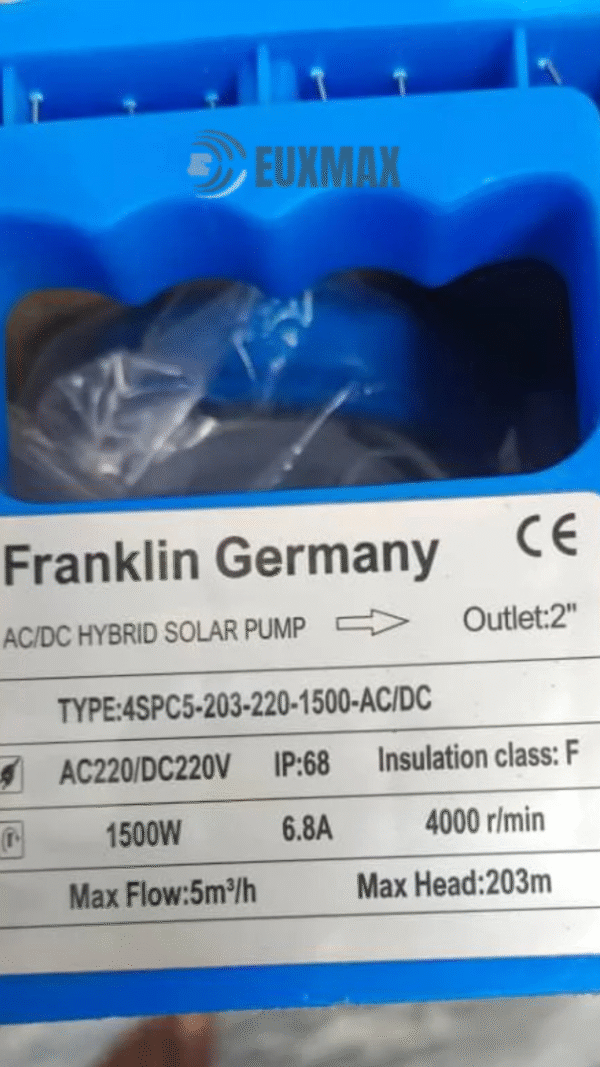 EUXMAX
Franklin Germany CE
AC/DC HYBRID SOLAR PUMP Outlet:2"
TYPE:4SPC5-203-220-1500-AC/DC
AC220/DC220V IP:68 Insulation class: F
1500W 6.8A 4000 r/min
Max Flow:5m³/h Max Head:203m